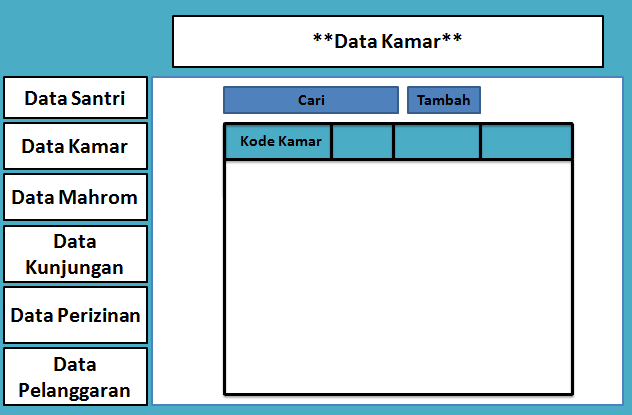 **Data Kamar**
Data Santri
Data Kamar
Data Mahrom
Data
Kunjungan
Data Perizinan
Data
Pelanggaran
Cari
Tambah
Kode Kamar